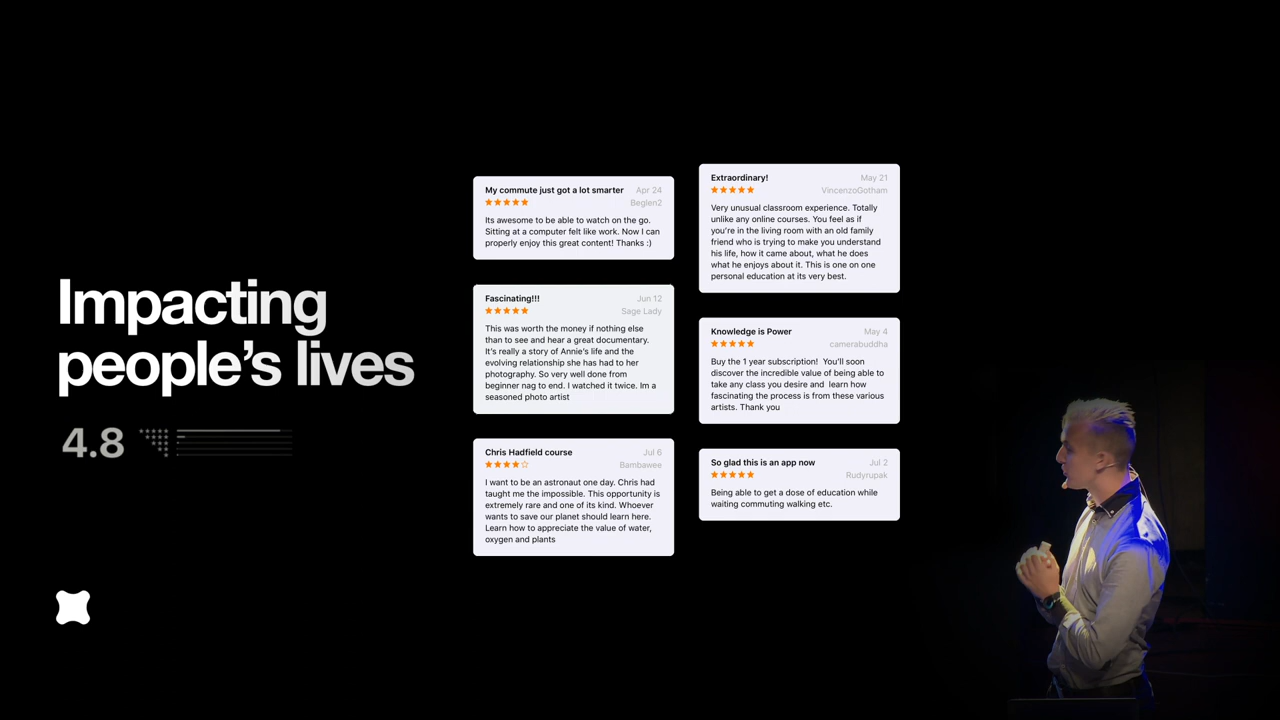 Impacting
people's lives
4.8
My commute just got a lot smarter
Apr 24
Beglen2
Its awesome to be able to watch on the go.
Sitting at a computer felt like work. Now I can
properly enjoy this great content! Thanks :)
Fascinating!!!
Jun 12
Sage Lady
This was worth the money if nothing else
than to see and hear a great documentary.
It's really a story of Annie's life and the
evolving relationship she has had to her
photography. So very well done from
beginner nag to end. I watched it twice. Im a
seasoned photo artist
Chris Hadfield course
Jul 6
Bambawee
I want to be an astronaut one day. Chris had
taught me the impossible. This opportunity is
extremely rare and one of its kind. Whoever
wants to save our planet should learn here.
Learn how to appreciate the value of water,
oxygen and plants
Extraordinary!
May 21
VincenzoGotham
Very unusual classroom experience. Totally
unlike any online courses. You feel as if
you're in the living room with an old family
friend who is trying to make you understand
his life, how it came about, what he does
what he enjoys about it. This is one on one
personal education at its very best.
Knowledge is Power
May 4
camerabuddha
Buy the 1 year subscription!  You'll soon
discover the incredible value of being able to
take any class you desire and  learn how
fascinating the process is from these various
artists. Thank you
So glad this is an app now
Jul 2
Rudyrupak
Being able to get a dose of education while
waiting commuting walking etc.